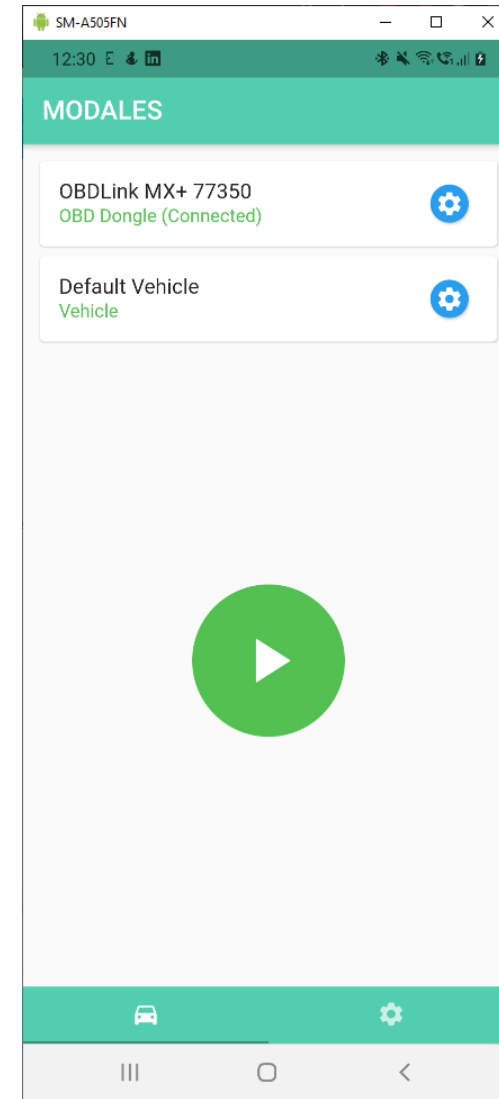 SM-A505FN
12:30
MODALES
OBDLink MX+ 77350
OBD Dongle (Connected)
Default Vehicle
Vehicle